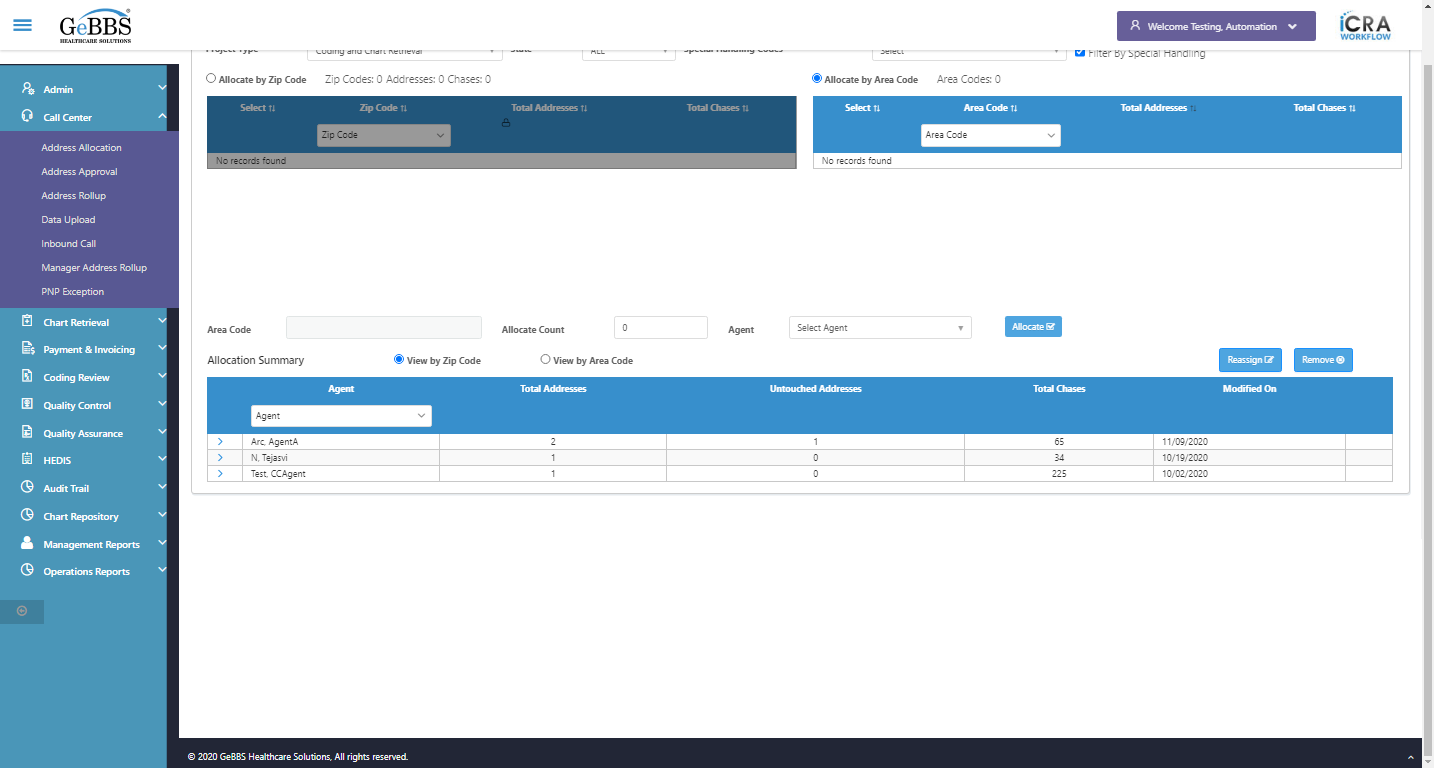 GeBBS®
HEALTHCARE SOLUTIONS
Welcome Testing, Automation
iCRA
WORKFLOW
Project Type Coding and Chart Retrieval State ALL Special Handling Codes Select Filter By Special Handling
Allocate by Zip Code Zip Codes: 0 Addresses: 0 Chases: 0
Allocate by Area Code Area Codes: 0
Select Zip Code Total Addresses Total Chases
Zip Code
No records found
Select Area Code Total Addresses Total Chases
Area Code
No records found
Admin
Call Center
Address Allocation
Address Approval
Address Rollup
Data Upload
Inbound Call
Manager Address Rollup
PNP Exception
Chart Retrieval
Payment & Invoicing
Coding Review
Quality Control
Quality Assurance
HEDIS
Audit Trail
Chart Repository
Management Reports
Operations Reports
Area Code Allocate Count 0 Agent Select Agent Allocate
Allocation Summary View by Zip Code View by Area Code Reassign Remove
Agent Total Addresses Untouched Addresses Total Chases Modified On
Agent
Arc, AgentA 2 1 65 11/09/2020
N, Tejasvi 1 0 34 10/19/2020
Test, CCAgent 1 0 225 10/02/2020
© 2020 GeBBS Healthcare Solutions, All rights reserved.